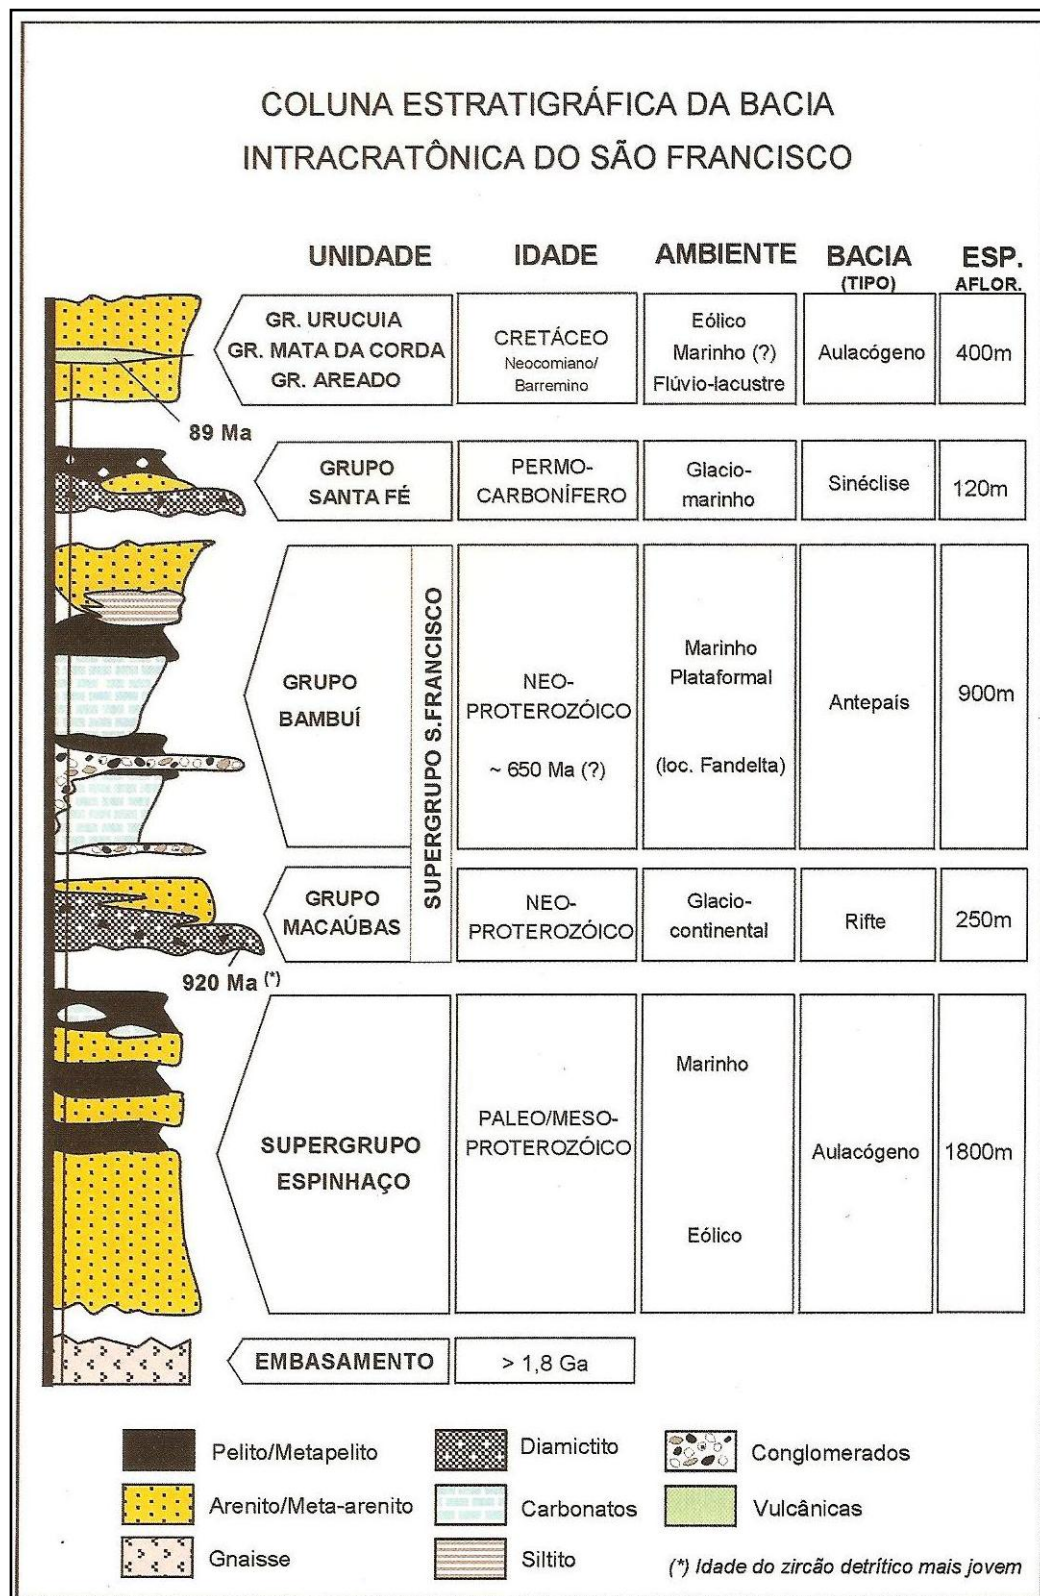 COLUNA ESTRATIGRÁFICA DA BACIA
INTRACRATÔNICA DO SÃO FRANCISCO
UNIDADE
IDADE
AMBIENTE
BACIA
(TIPO)
ESP.
AFLOR.
GR. URUCUIA
GR. MATA DA CORDA
GR. AREADO
CRETÁCEO
Neocomiano/
Barremino
Eólico
Marinho (?)
Flúvio-lacustre
Aulacógeno
400m
89 Ma
GRUPO
SANTA FÉ
PERMO-
CARBONÍFERO
Glacio-
marinho
Sinéclise
120m
SUPERGRUPO S.FRANCISCO
GRUPO
BAMBUÍ
NEO-
PROTEROZÓICO
~ 650 Ma (?)
Marinho
Plataformal
(loc. Fandelta)
Antepaís
900m
GRUPO
MACAÚBAS
NEO-
PROTEROZÓICO
Glacio-
continental
Rifte
250m
920 Ma (*)
SUPERGRUPO
ESPINHAÇO
PALEO/MESO-
PROTEROZÓICO
Marinho
Eólico
Aulacógeno
1800m
EMBASAMENTO
> 1,8 Ga
Pelito/Metapelito
Diamictito
Conglomerados
Arenito/Meta-arenito
Carbonatos
Vulcânicas
Gnaisse
Siltito
(*) Idade do zircão detrítico mais jovem